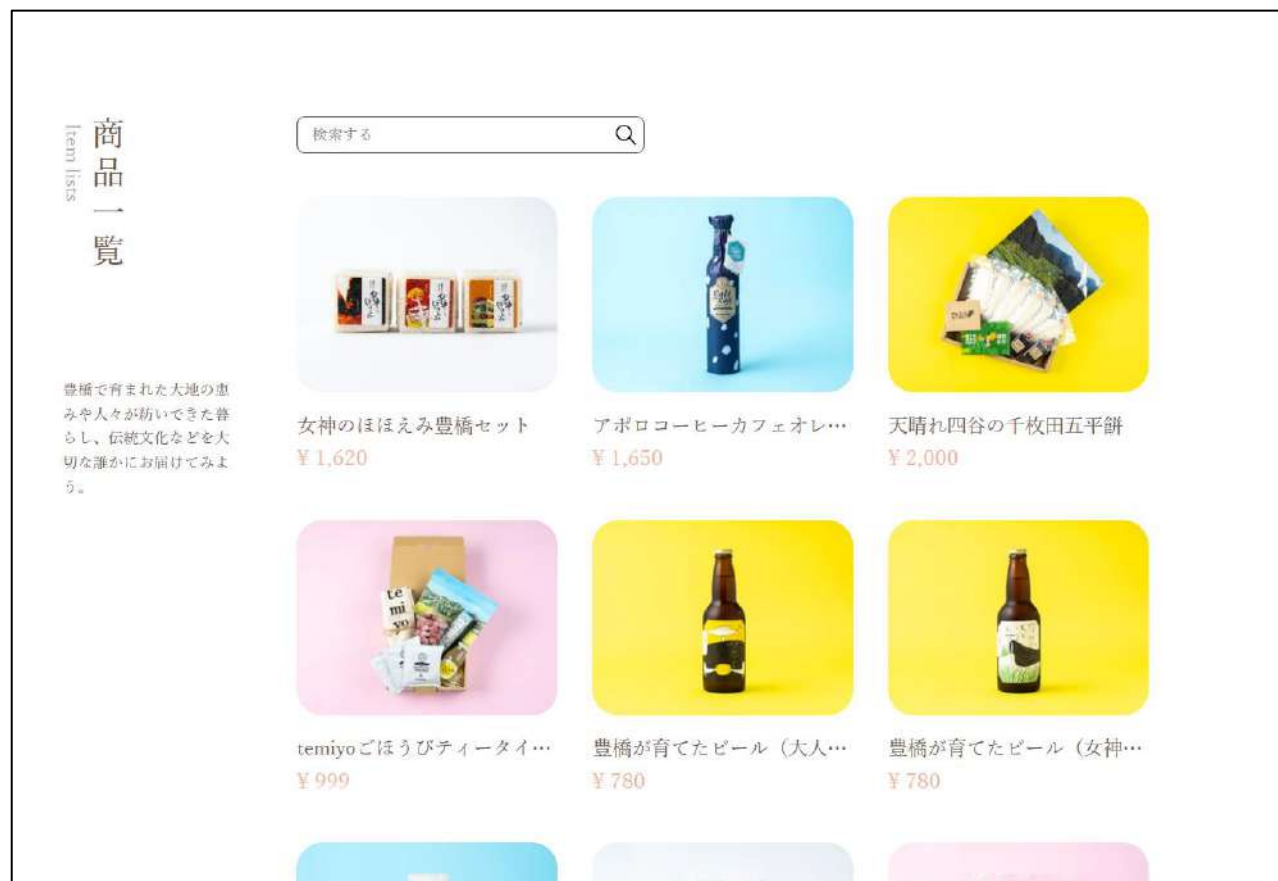 商品一覧
Item lists
検索する
豊橋で育まれた大地の恵
みや人々が紡いできた暮
らし、伝統文化などを大
切な誰かにお届けてみよ
う。
女神のほほえみ豊橋セット
¥ 1,620
アポロコーヒーカフェオレ…
¥ 1,650
天晴れ四谷の千枚田五平餅
¥ 2,000
te
mi
yo
temiyoごほうびティータイ…
¥ 999
豊橋が育てたビール（大人…
¥ 780
豊橋が育てたビール（女神…
¥ 780